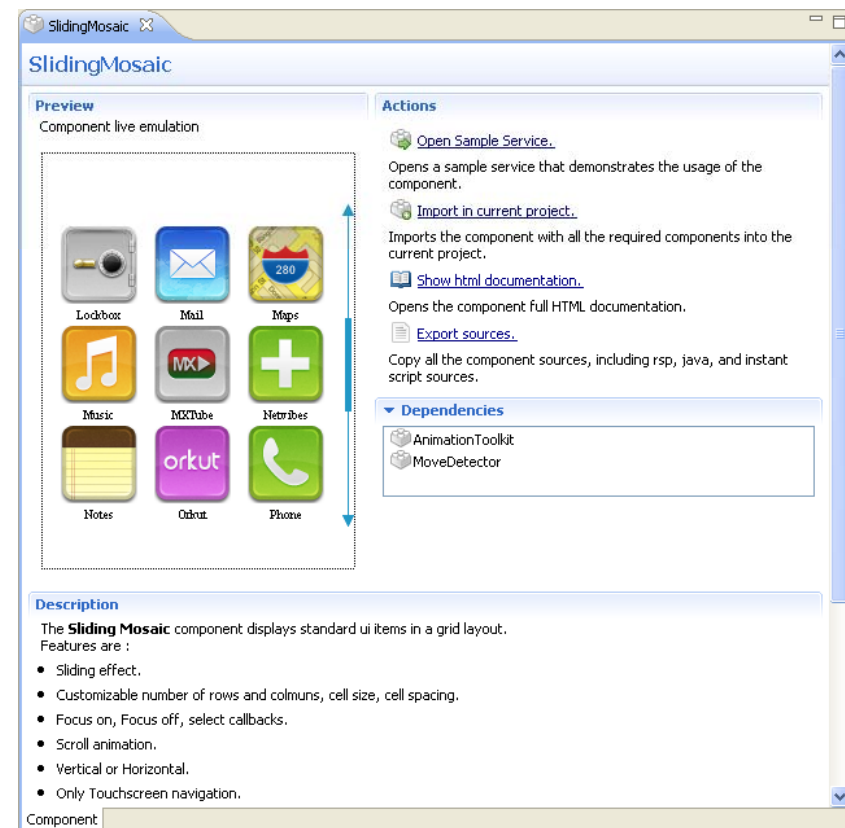 SlidingMosaic
SlidingMosaic
Preview
Component live emulation
280
Lockbox
Mail
Maps
MX
Music
MXTube
Netvibes
orkut
Notes
Orkut
Phone
Actions
Open Sample Service.
Opens a sample service that demonstrates the usage of the
component.
Import in current project.
Imports the component with all the required components into the
current project.
Show html documentation.
Opens the component full HTML documentation.
Export sources.
Copy all the component sources, including rsp, java, and instant
script sources.
Dependencies
AnimationToolkit
MoveDetector
Description
The Sliding Mosaic component displays standard ui items in a grid layout.
Features are :
• Sliding effect.
• Customizable number of rows and colmuns, cell size, cell spacing.
• Focus on, Focus off, select callbacks.
• Scroll animation.
• Vertical or Horizontal.
• Only Touchscreen navigation.
Component